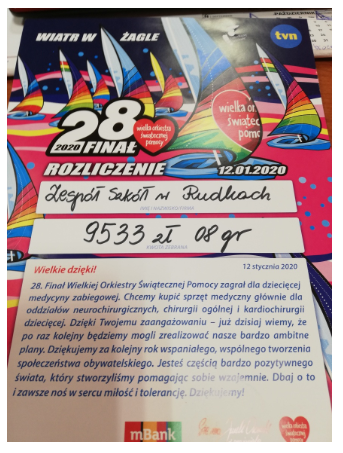 WIATR W ŻAGLE
tvn
28
2020 FINAŁ
wielka orkiestra
świątecznej
pomocy
wielka or
świątec
pomo
ROZLICZENIE
12.01.2020
Zespół Szkół w Rudkach
9533 zł 08 gr
Wielkie dzięki!
12 stycznia 2020
28. Finał Wielkiej Orkiestry Świątecznej Pomocy zagrał dla dziecięcej
medycyny zabiegowej. Chcemy kupić sprzęt medyczny głównie dla
oddziałów neurochirurgicznych, chirurgii ogólnej i kardiochirurgii
dziecięcej. Dzięki Twojemu zaangażowaniu – już dzisiaj wiemy, że
po raz kolejny będziemy mogli zrealizować nasze bardzo ambitne
plany. Dziękujemy za kolejny rok wspaniałego, wspólnego tworzenia
społeczeństwa obywatelskiego. Jesteś częścią bardzo pozytywnego
świata, który stworzyliśmy pomagając sobie wzajemnie. Dbaj o to
i zawsze noś w sercu miłość i tolerancję. Dziękujemy!
mBank